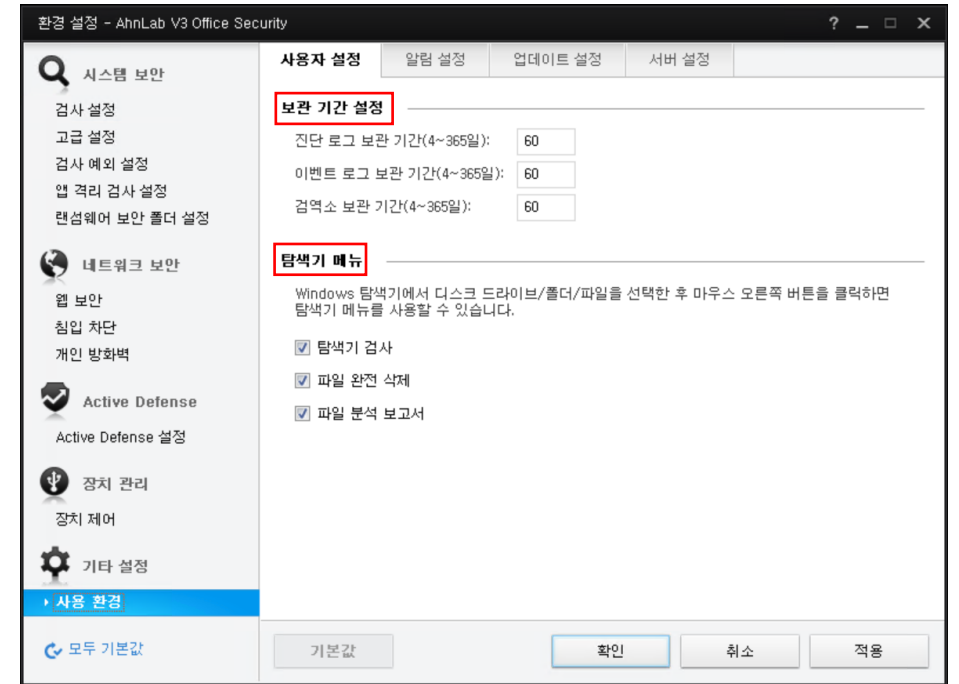 환경 설정 - AhnLab V3 Office Security
사용자 설정 알림 설정 업데이트 설정 서버 설정
시스템 보안
검사 설정
고급 설정
검사 예외 설정
앱 격리 검사 설정
랜섬웨어 보안 폴더 설정
네트워크 보안
웹 보안
침입 차단
개인 방화벽
Active Defense
Active Defense 설정
장치 관리
장치 제어
기타 설정
사용 환경
모두 기본값
보관 기간 설정
진단 로그 보관 기간(4~365일): 60
이벤트 로그 보관 기간(4~365일): 60
검역소 보관 기간(4~365일): 60
탐색기 메뉴
Windows 탐색기에서 디스크 드라이브/폴더/파일을 선택한 후 마우스 오른쪽 버튼을 클릭하면
탐색기 메뉴를 사용할 수 있습니다.
탐색기 검사
파일 완전 삭제
파일 분석 보고서
기본값 확인 취소 적용